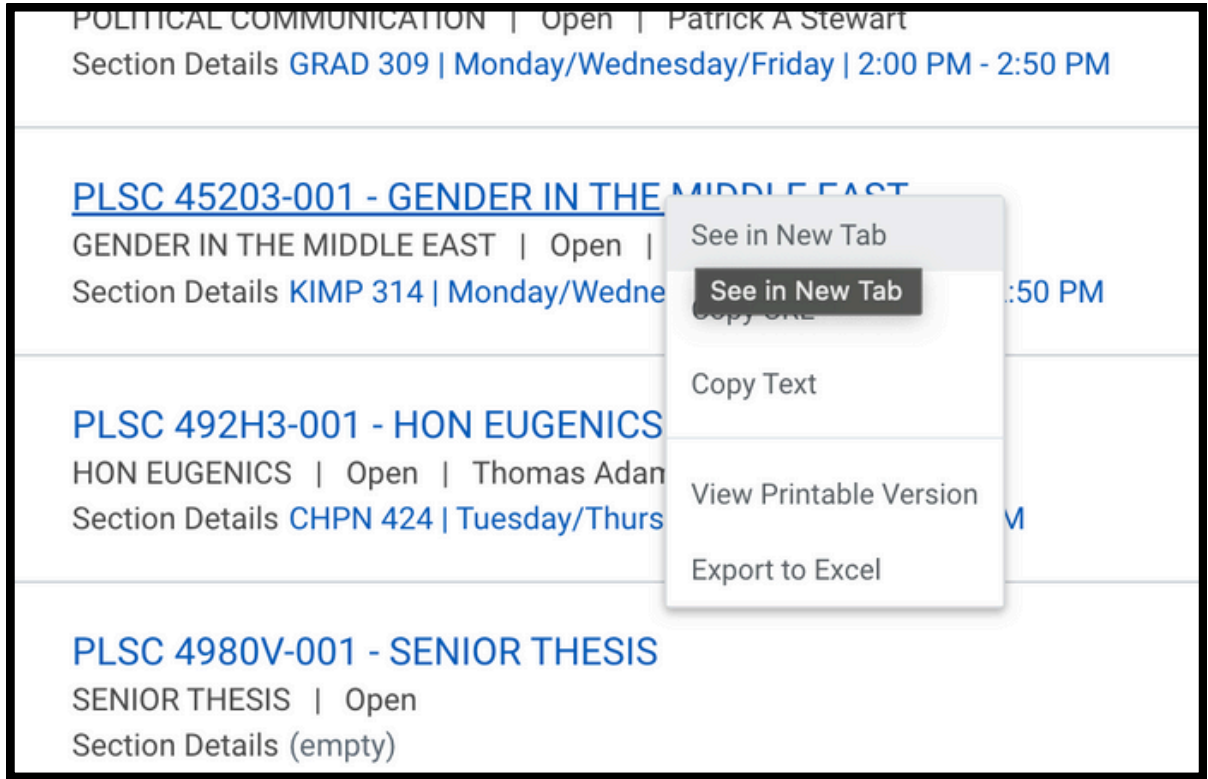 POLITICAL COMMUNICATION | Open | Patrick A Stewart
Section Details GRAD 309 | Monday/Wednesday/Friday | 2:00 PM - 2:50 PM
PLSC 45203-001 - GENDER IN THE MIDDLE EAST
GENDER IN THE MIDDLE EAST | Open |
Section Details KIMP 314 | Monday/Wedne :50 PM
PLSC 492H3-001 - HON EUGENICS
HON EUGENICS | Open | Thomas Adam
Section Details CHPN 424 | Tuesday/Thurs M
PLSC 4980V-001 - SENIOR THESIS
SENIOR THESIS | Open
Section Details (empty)
See in New Tab
See in New Tab
Copy URL
Copy Text
View Printable Version
Export to Excel